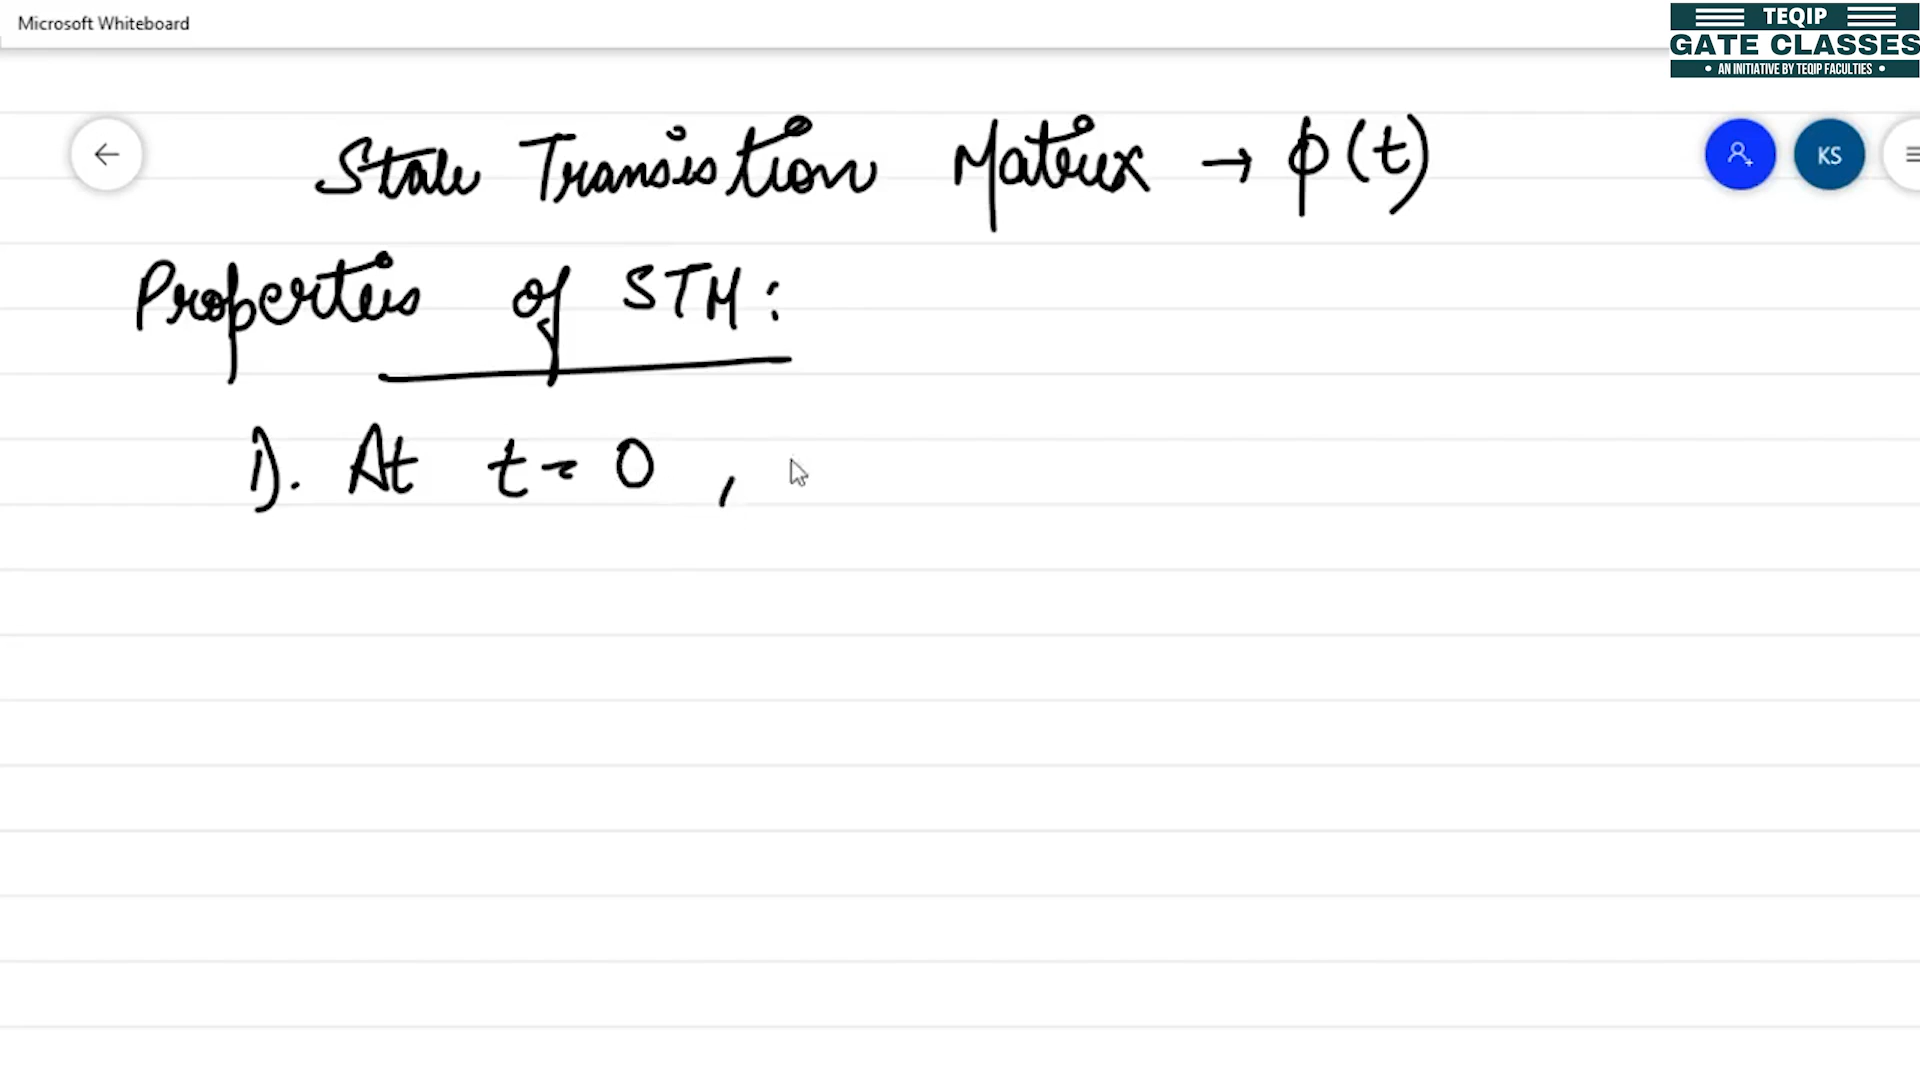 Microsoft Whiteboard
TEQIP
GATE CLASSES
• AN INITIATIVE BY TEQIP FACULTIES •
KS
State Transistion Matrix → φ(t)
Properties of STM:
1). At t = 0 ,